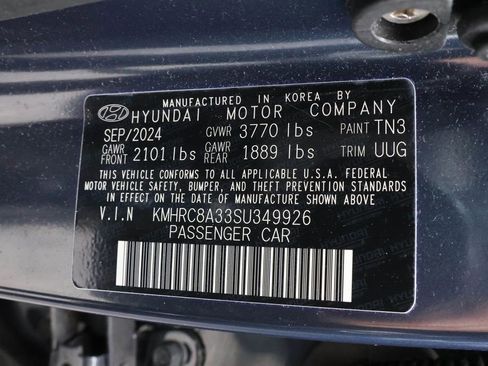 MANUFACTURED IN KOREA BY
HYUNDAI MOTOR COMPANY
SEP/2024 GVWR 3770 lbs PAINT TN3
GAWR FRONT 2101 lbs GAWR REAR 1889 lbs TRIM UUG
THIS VEHICLE CONFORMS TO ALL APPLICABLE U.S.A. FEDERAL
MOTOR VEHICLE SAFETY, BUMPER, AND THEFT PREVENTION STANDARDS
IN EFFECT ON THE DATE OF MANUFACTURE SHOWN ABOVE
V.I.N KMHRC8A33SU349926
PASSENGER CAR